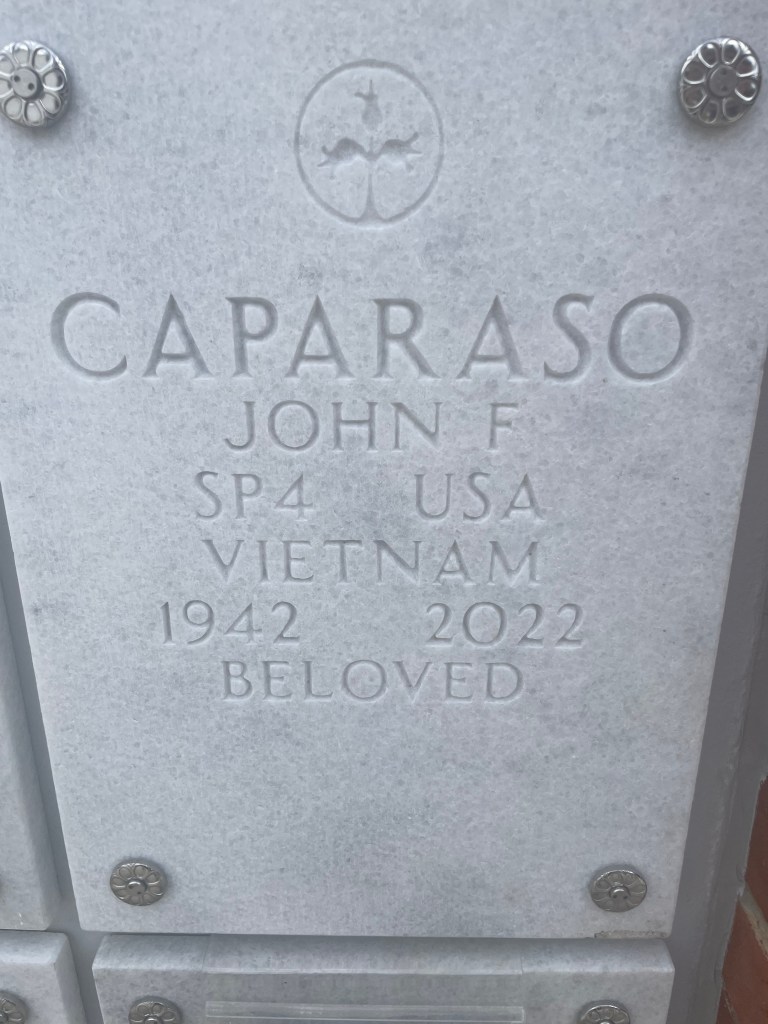 CAPARASO
JOHN F
SP4 USA
VIETNAM
1942 2022
BELOVED